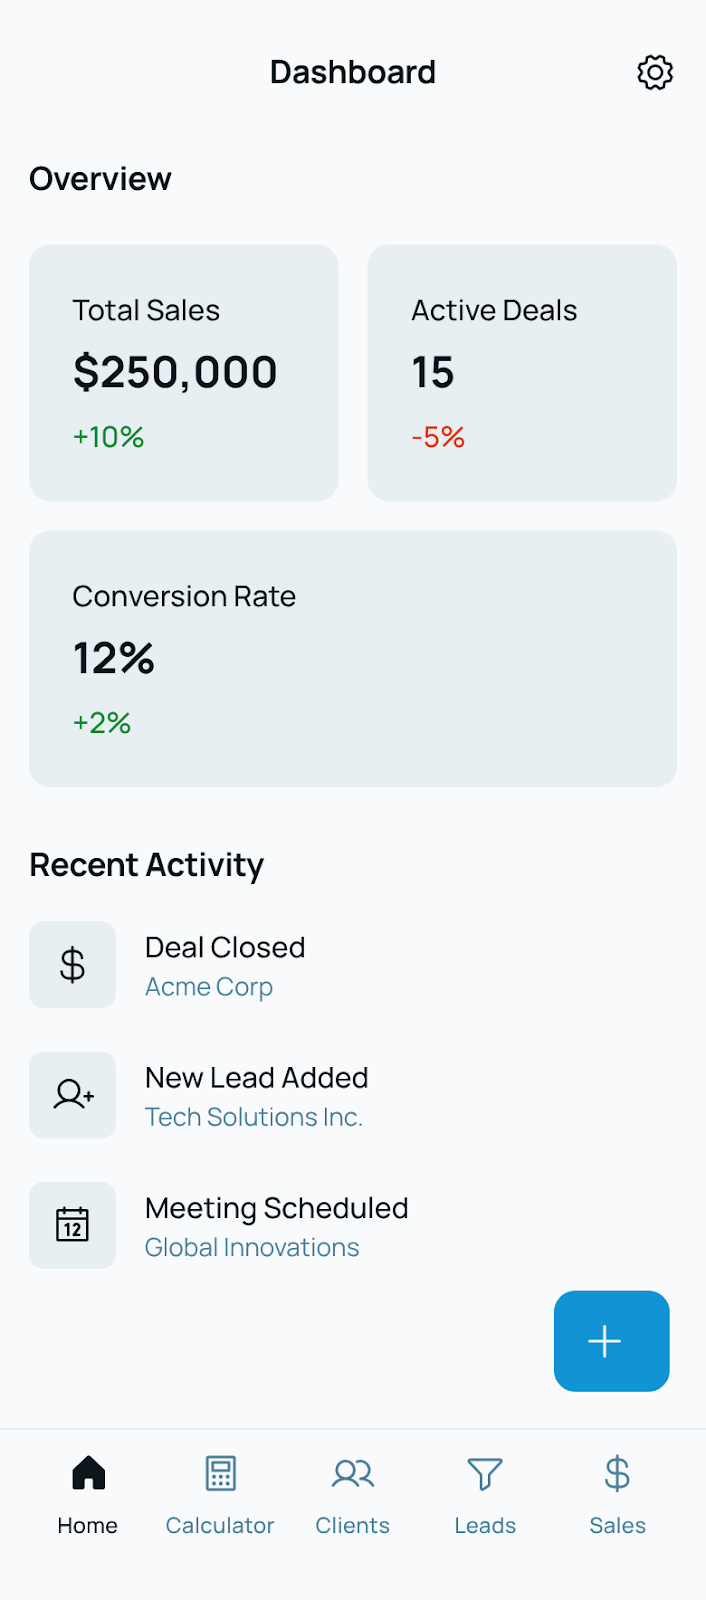 Dashboard
Overview
Total Sales
$250,000
+10%
Active Deals
15
-5%
Conversion Rate
12%
+2%
Recent Activity
$
Deal Closed
Acme Corp
New Lead Added
Tech Solutions Inc.
12
Meeting Scheduled
Global Innovations
Home
Calculator
Clients
Leads
$
Sales